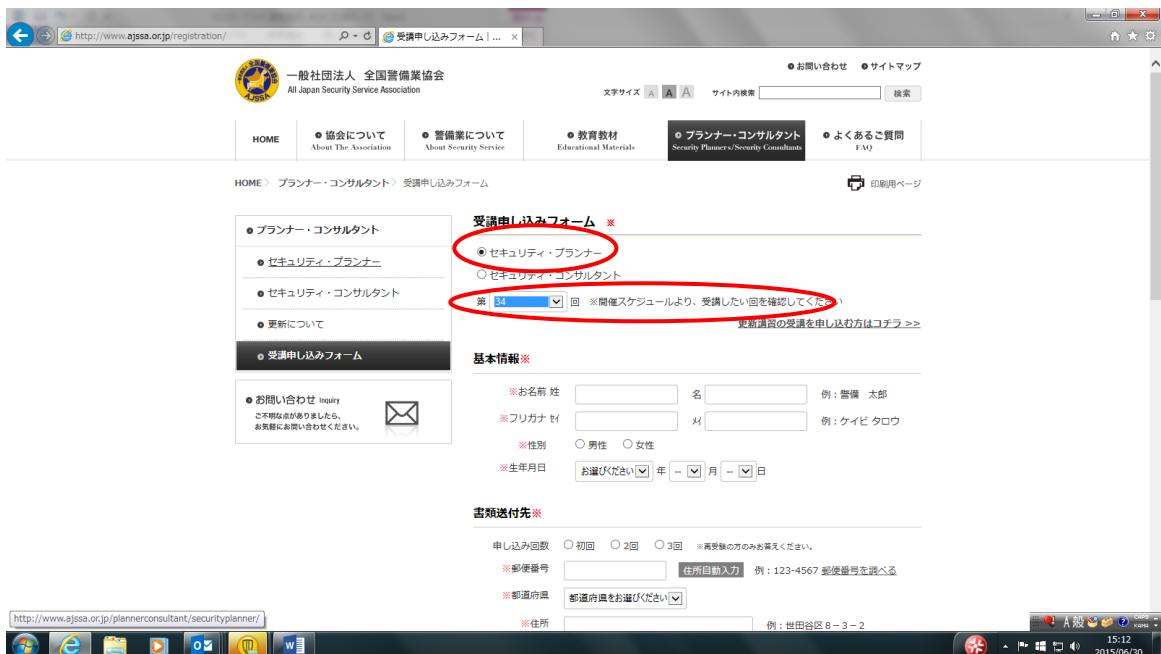 http://www.ajssa.or.jp/registration/
受講申し込みフォーム | ... ×
お問い合わせ サイトマップ
AJSSA
一般社団法人 全国警備業協会
All Japan Security Service Association
文字サイズ A A A サイト内検索 検索
HOME 協会について 警備業について 教育教材 プランナー・コンサルタント よくあるご質問
About The Association About Security Service Educational Materials Security Planners/Security Consultants FAQ
HOME〉 プランナー・コンサルタント〉 受講申し込みフォーム
印刷用ページ
プランナー・コンサルタント
セキュリティ・プランナー
セキュリティ・コンサルタント
更新について
受講申し込みフォーム
お問い合わせ Inquiry
ご不明な点がありましたら、
お気軽にお問い合わせください。
受講申し込みフォーム ※
セキュリティ・プランナー
セキュリティ・コンサルタント
第 34 回 ※開催スケジュールより、受講したい回を確認してください
更新講習の受講を申し込む方はコチラ >>
基本情報※
※お名前 姓 名 例：警備 太郎
※フリガナ セイ メイ 例：ケイビ タロウ
※性別 男性 女性
※生年月日 お選びください 年 -- 月 -- 日
書類送付先※
申し込み回数 初回 2回 3回 ※再受験の方のみお答えください。
※郵便番号 住所自動入力 例：123-4567 郵便番号を調べる
※都道府県 都道府県をお選びください
※住所 例：世田谷区８－３－２
http://www.ajssa.or.jp/plannerconsultant/securityplanner/
A 般 CAPS KANA
15:12
2015/06/30